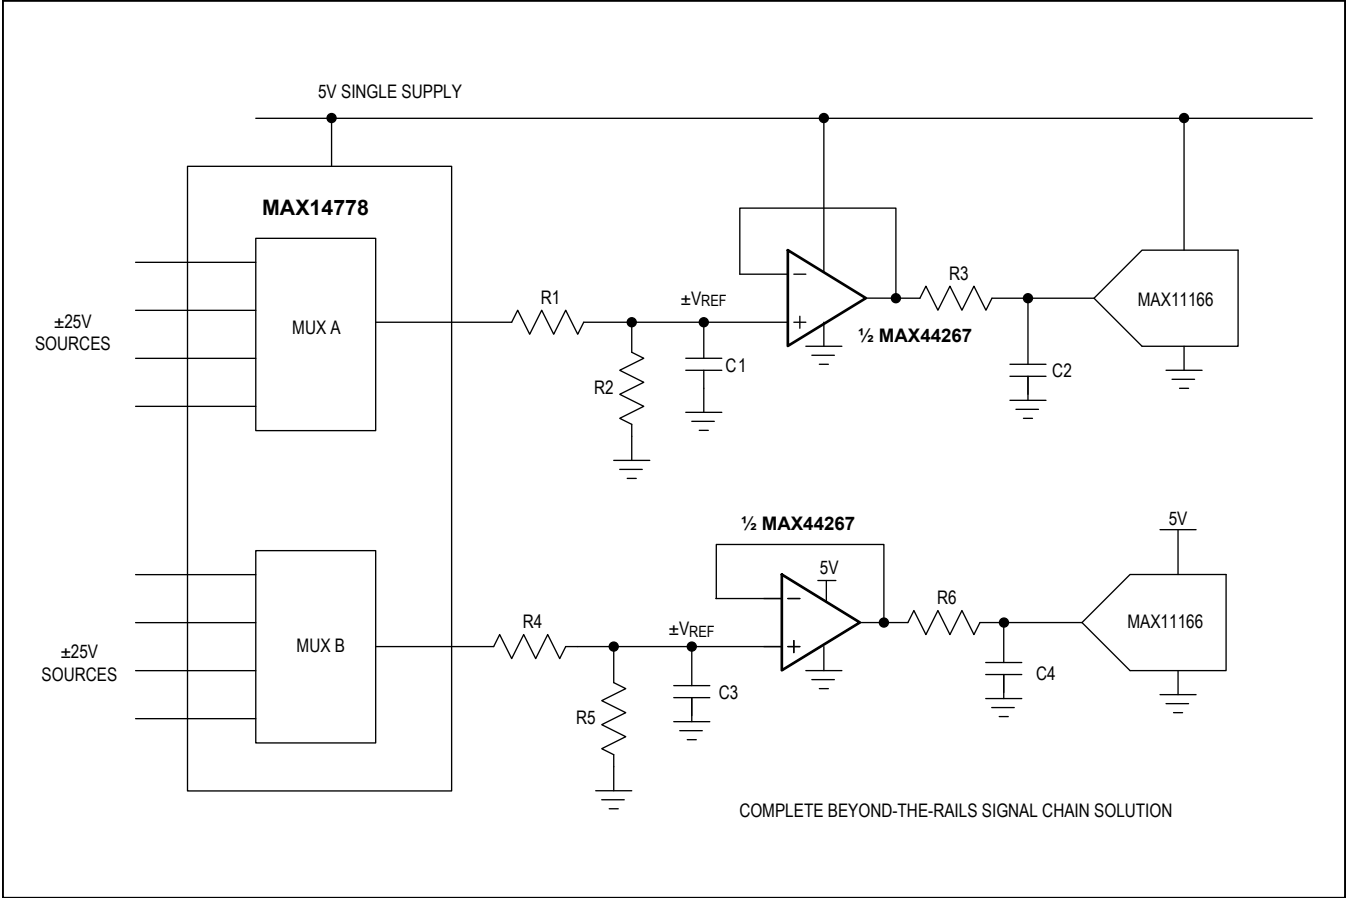 5V SINGLE SUPPLY
MAX14778
MUX A
±25V
SOURCES
R1
R2
±VREF
C1
½ MAX44267
R3
C2
MAX11166
MUX B
±25V
SOURCES
R4
R5
±VREF
C3
½ MAX44267
5V
R6
C4
5V
MAX11166
COMPLETE BEYOND-THE-RAILS SIGNAL CHAIN SOLUTION